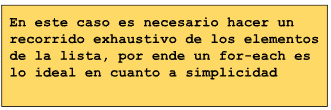 En este caso es necesario hacer un
recorrido exhaustivo de los elementos
de la lista, por ende un for-each es
lo ideal en cuanto a simplicidad